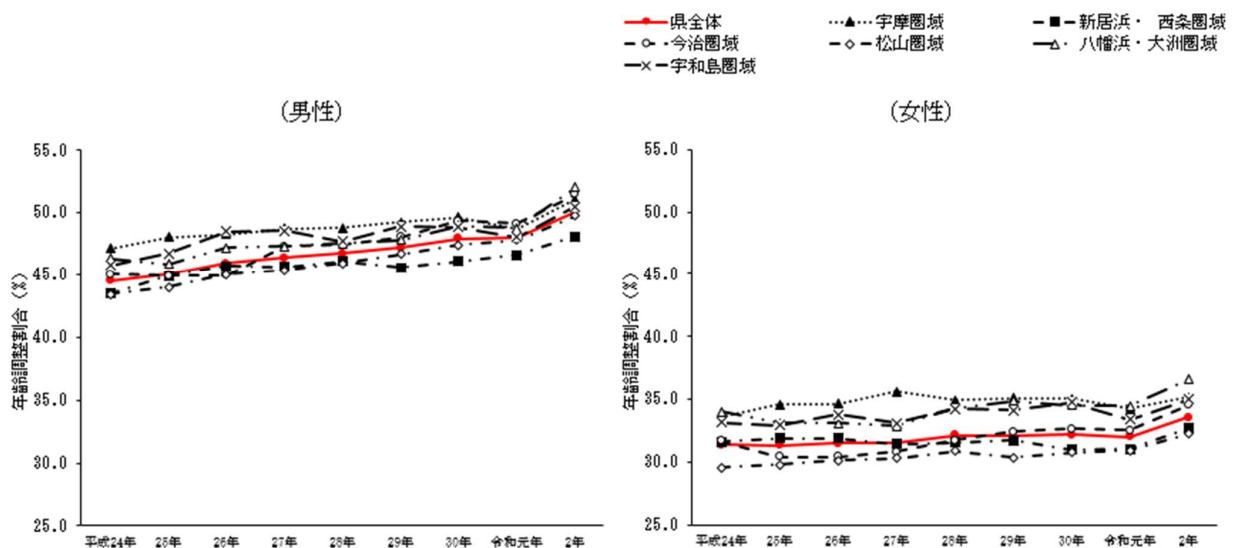 県全体
宇摩圏域
新居浜・ 西条圏域
今治圏域
松山圏域
八幡浜・大洲圏域
宇和島圏域
(男性)
年齢調整割合（%）
55.0
50.0
45.0
40.0
35.0
30.0
25.0
平成24年
25年
26年
27年
28年
29年
30年
令和元年
2年
(女性)
年齢調整割合（%）
55.0
50.0
45.0
40.0
35.0
30.0
25.0
平成24年
25年
26年
27年
28年
29年
30年
令和元年
2年